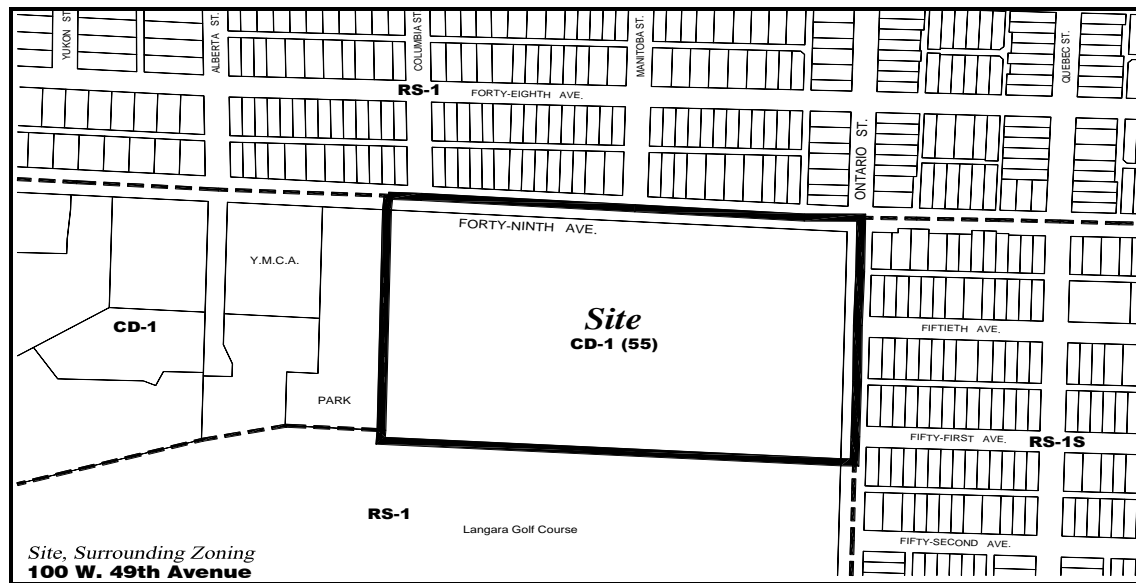 YUKON ST.
ALBERTA ST.
COLUMBIA ST.
MANITOBA ST.
ONTARIO ST.
QUEBEC ST.
RS-1
FORTY-EIGHTH AVE.
FORTY-NINTH AVE.
Y.M.C.A.
CD-1
Site
CD-1 (55)
FIFTIETH AVE.
PARK
FIFTY-FIRST AVE.
RS-1S
RS-1
Langara Golf Course
FIFTY-SECOND AVE.
Site, Surrounding Zoning
100 W. 49th Avenue